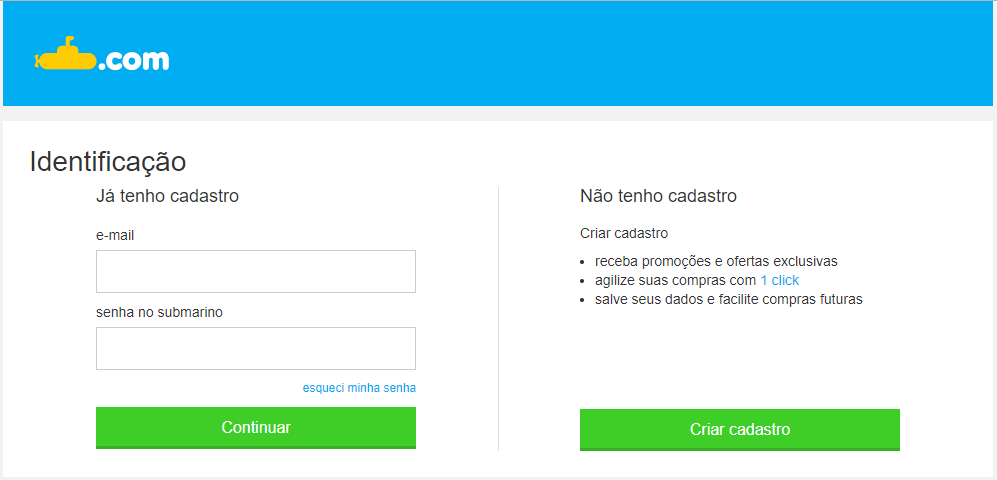 .com
Identificação
Já tenho cadastro
e-mail
senha no submarino
esqueci minha senha
Continuar
Não tenho cadastro
Criar cadastro
• receba promoções e ofertas exclusivas
• agilize suas compras com 1 click
• salve seus dados e facilite compras futuras
Criar cadastro